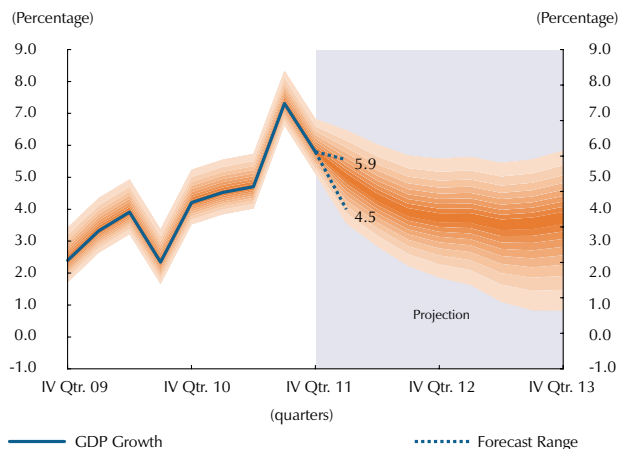 (Percentage) (Percentage)
9.0 9.0
8.0 8.0
7.0 7.0
6.0 6.0
5.9
5.0 5.0
4.5
4.0 4.0
3.0 3.0
2.0 2.0
1.0 1.0
Projection
0.0 0.0
-1.0 -1.0
IV Qtr. 09 IV Qtr. 10 IV Qtr. 11 IV Qtr. 12 IV Qtr. 13
(quarters)
GDP Growth Forecast Range